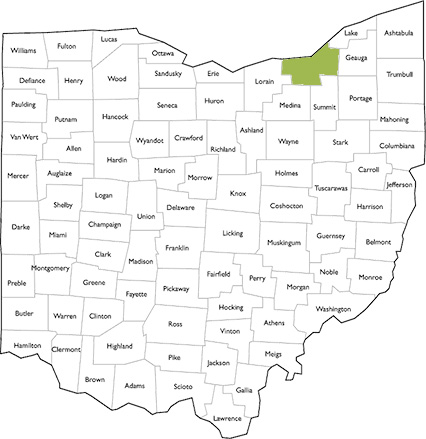 Lucas
Lake
Ashtabula
Williams
Fulton
Ottawa
Geauga
Defiance
Henry
Wood
Sandusky
Erie
Lorain
Trumbull
Paulding
Putnam
Hancock
Seneca
Huron
Medina
Summit
Portage
Mahoning
Van Wert
Allen
Wyandot
Crawford
Richland
Ashland
Wayne
Stark
Columbiana
Mercer
Auglaize
Hardin
Marion
Morrow
Holmes
Tuscarawas
Carroll
Jefferson
Shelby
Logan
Union
Delaware
Knox
Coshocton
Harrison
Darke
Miami
Champaign
Franklin
Licking
Muskingum
Guernsey
Belmont
Clark
Madison
Preble
Montgomery
Greene
Fayette
Pickaway
Fairfield
Perry
Morgan
Noble
Monroe
Butler
Warren
Clinton
Ross
Hocking
Athens
Washington
Hamilton
Clermont
Highland
Vinton
Meigs
Brown
Adams
Pike
Scioto
Jackson
Gallia
Lawrence